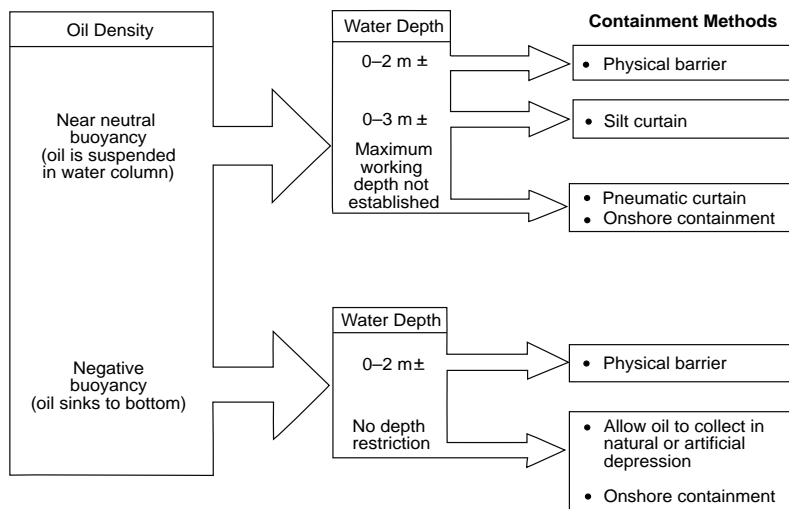 Oil Density
Near neutral
buoyancy
(oil is suspended
in water column)
Negative
buoyancy
(oil sinks to bottom)
Water Depth
0–2 m ±
0–3 m ±
Maximum
working
depth not
established
Water Depth
0–2 m±
No depth
restriction
Containment Methods
• Physical barrier
• Silt curtain
• Pneumatic curtain
• Onshore containment
• Physical barrier
• Allow oil to collect in
natural or artificial
depression
• Onshore containment